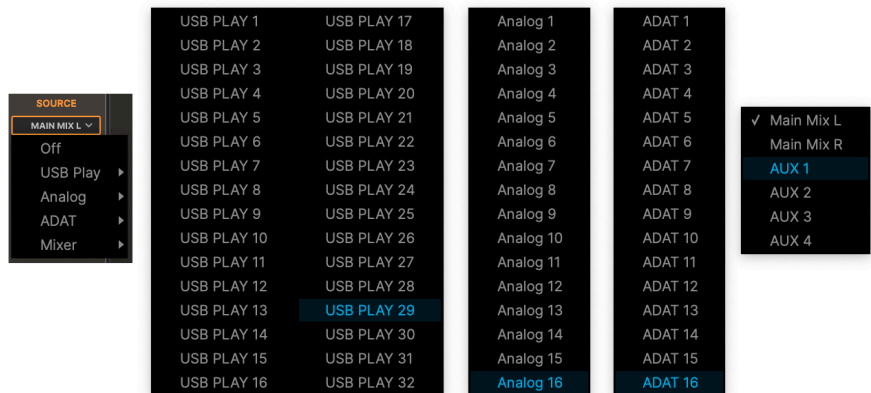 SOURCE
MAIN MIX L
Off
USB Play
Analog
ADAT
Mixer
USB PLAY 1
USB PLAY 2
USB PLAY 3
USB PLAY 4
USB PLAY 5
USB PLAY 6
USB PLAY 7
USB PLAY 8
USB PLAY 9
USB PLAY 10
USB PLAY 11
USB PLAY 12
USB PLAY 13
USB PLAY 14
USB PLAY 15
USB PLAY 16
USB PLAY 17
USB PLAY 18
USB PLAY 19
USB PLAY 20
USB PLAY 21
USB PLAY 22
USB PLAY 23
USB PLAY 24
USB PLAY 25
USB PLAY 26
USB PLAY 27
USB PLAY 28
USB PLAY 29
USB PLAY 30
USB PLAY 31
USB PLAY 32
Analog 1
Analog 2
Analog 3
Analog 4
Analog 5
Analog 6
Analog 7
Analog 8
Analog 9
Analog 10
Analog 11
Analog 12
Analog 13
Analog 14
Analog 15
Analog 16
ADAT 1
ADAT 2
ADAT 3
ADAT 4
ADAT 5
ADAT 6
ADAT 7
ADAT 8
ADAT 9
ADAT 10
ADAT 11
ADAT 12
ADAT 13
ADAT 14
ADAT 15
ADAT 16
✓ Main Mix L
Main Mix R
AUX 1
AUX 2
AUX 3
AUX 4